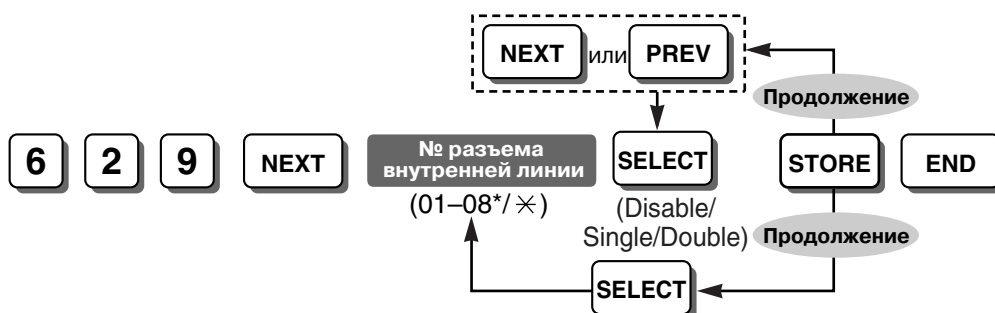 NEXT или PREV
Продолжение
6 2 9 NEXT
№ разъема
внутренней линии
(01–08*/✳)
SELECT
(Disable/
Single/Double)
STORE
END
Продолжение
SELECT